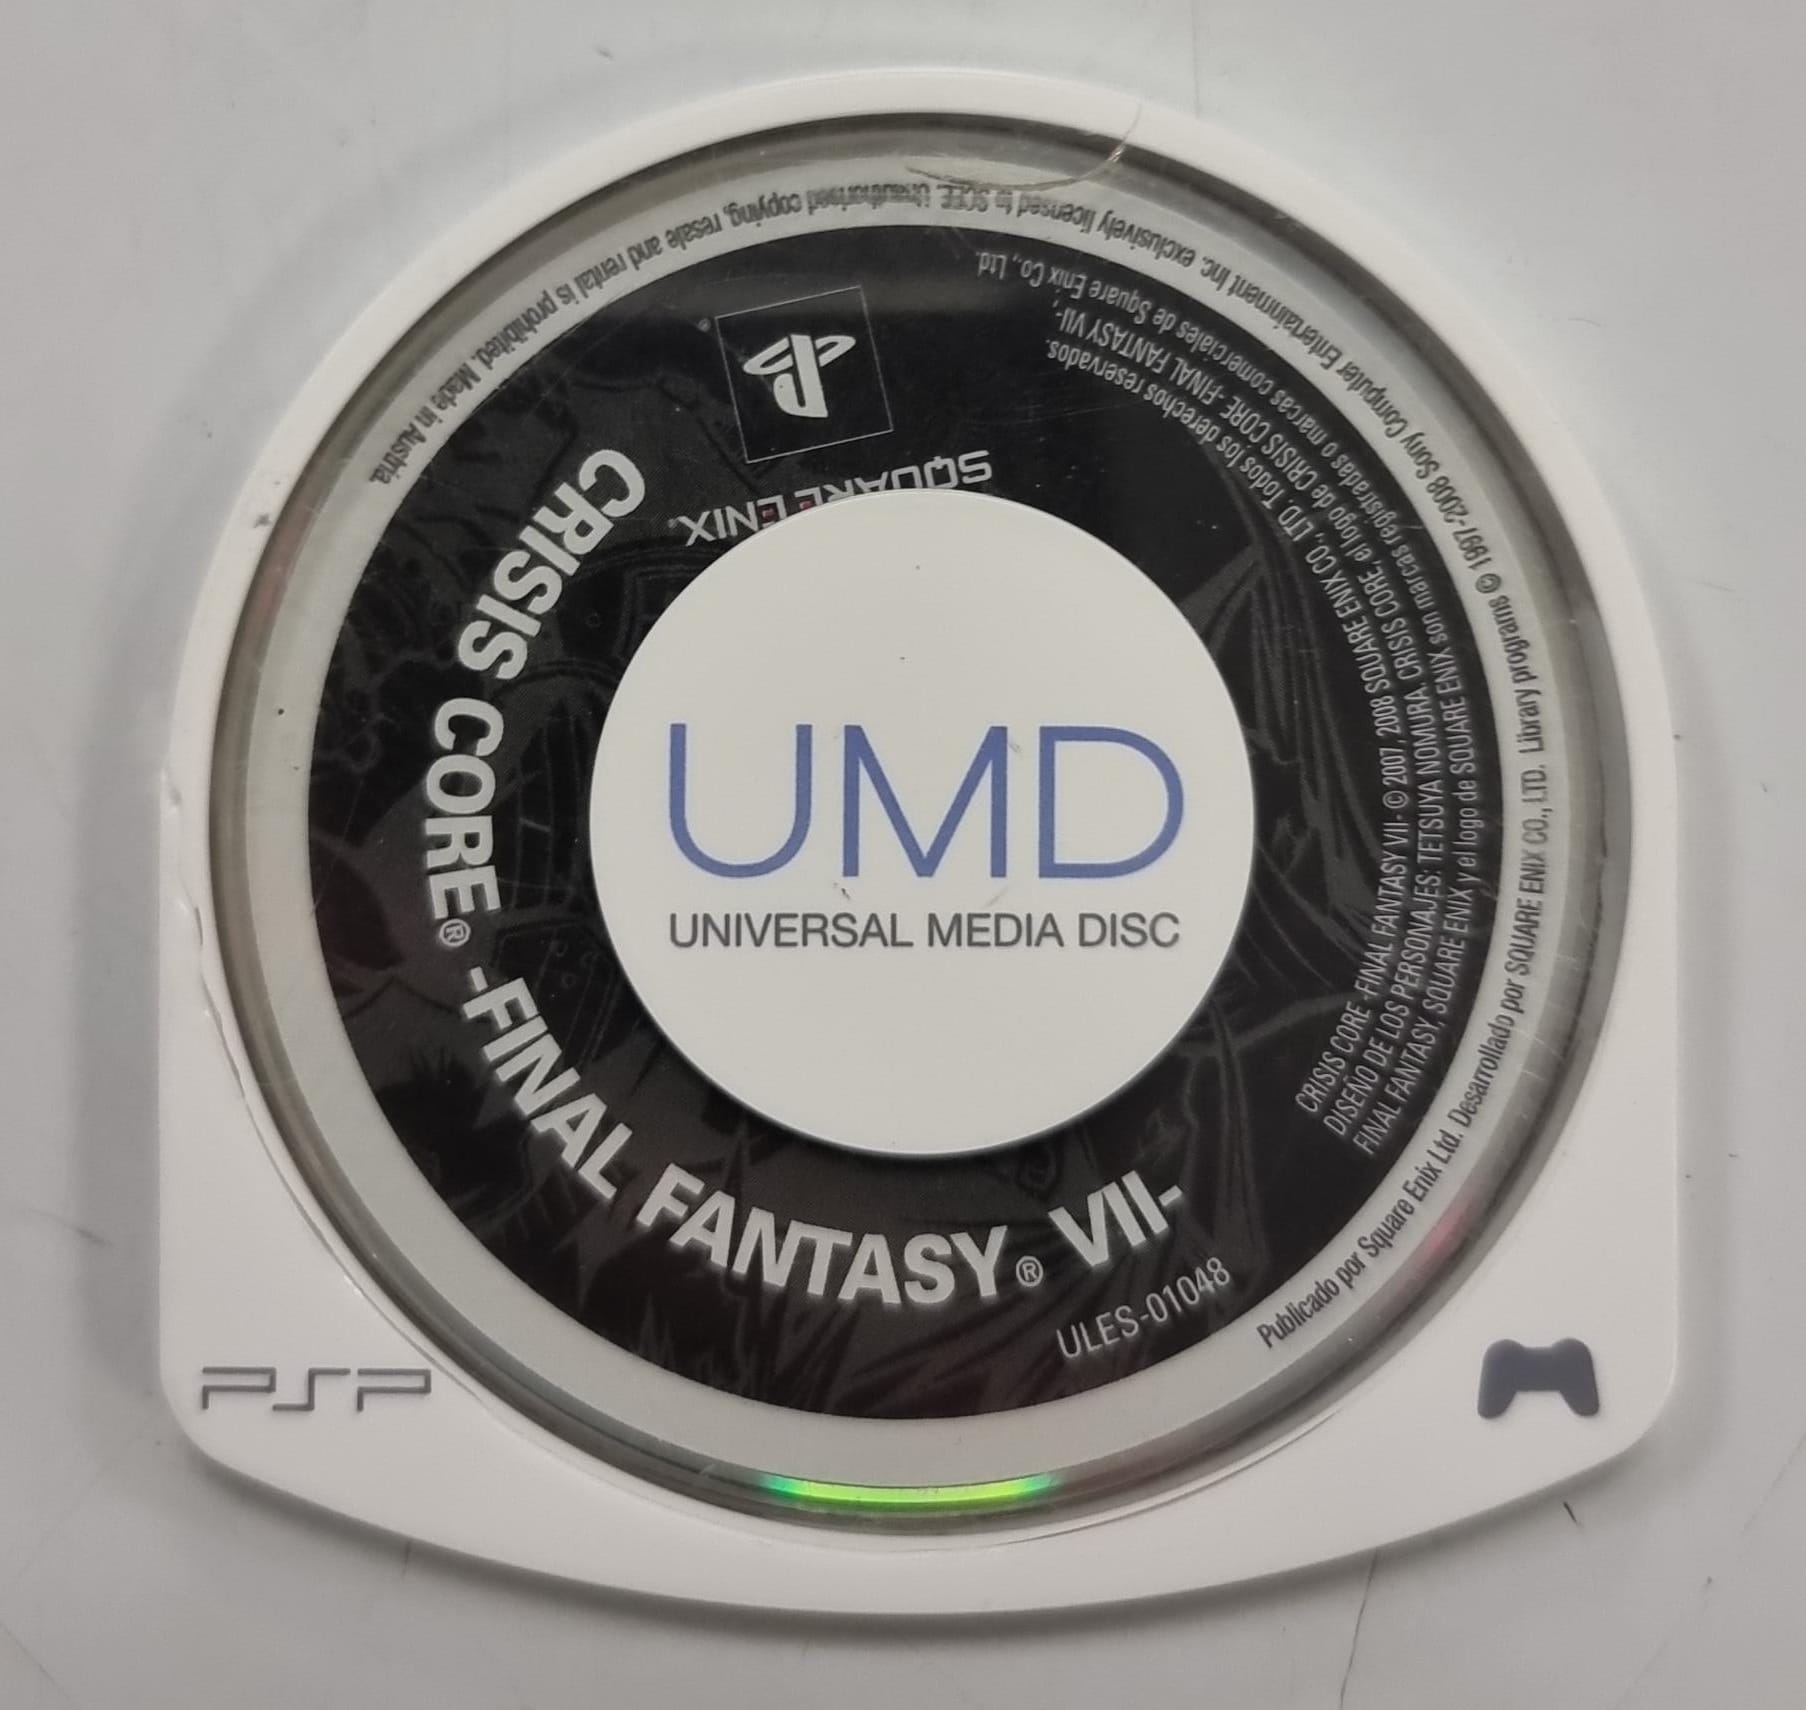 UMD
UNIVERSAL MEDIA DISC
CRISIS CORE® -FINAL FANTASY® VII-
ULES-01048
SQUARE ENIX®
CRISIS CORE -FINAL FANTASY VII- © 2007, 2008 SQUARE ENIX CO., LTD. Todos los derechos reservados.
DISEÑO DE LOS PERSONAJES: TETSUYA NOMURA. CRISIS CORE, el logo de CRISIS CORE -FINAL FANTASY VII-,
FINAL FANTASY, SQUARE ENIX y el logo de SQUARE ENIX son marcas registradas o marcas comerciales de Square Enix Co., Ltd.
Publicado por Square Enix Ltd. Desarrollado por SQUARE ENIX CO., LTD. Library programs © 1997-2008 Sony Computer Entertainment Inc. exclusively licensed to SCEE. Unauthorised copying, resale and rental is prohibited. Made in Austria.
PSP